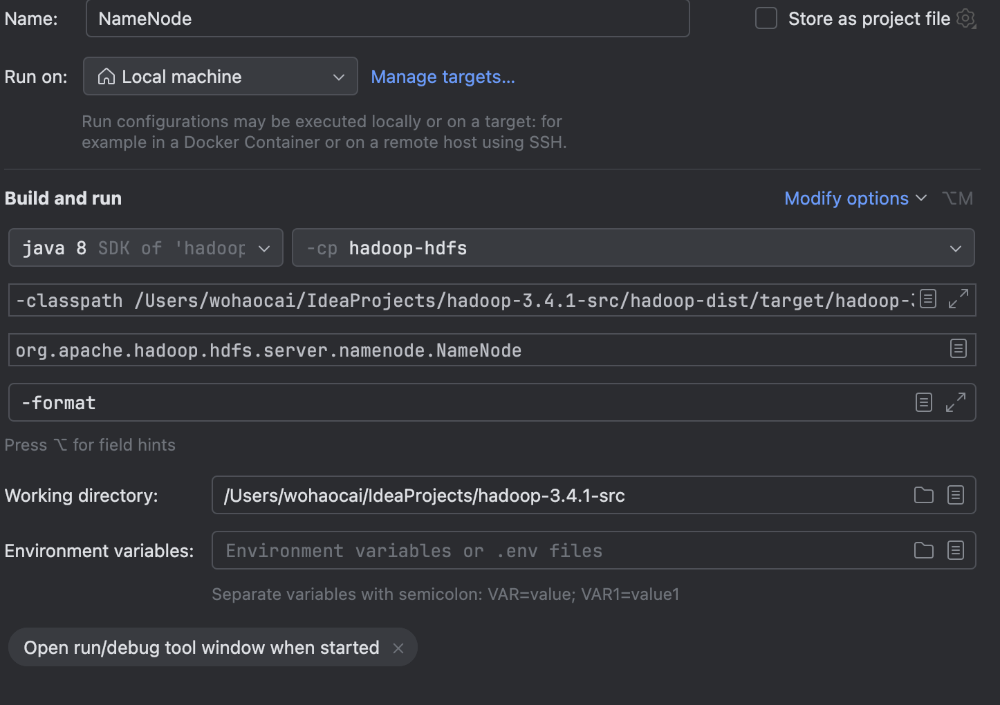 Name: NameNode Store as project file
Run on: Local machine Manage targets...
Run configurations may be executed locally or on a target: for
example in a Docker Container or on a remote host using SSH.
Build and run Modify options ⌥M
java 8 SDK of 'hadoop -cp hadoop-hdfs
-classpath /Users/wohaocai/IdeaProjects/hadoop-3.4.1-src/hadoop-dist/target/hadoop-
org.apache.hadoop.hdfs.server.namenode.NameNode
-format
Press ⌥ for field hints
Working directory: /Users/wohaocai/IdeaProjects/hadoop-3.4.1-src
Environment variables: Environment variables or .env files
Separate variables with semicolon: VAR=value; VAR1=value1
Open run/debug tool window when started